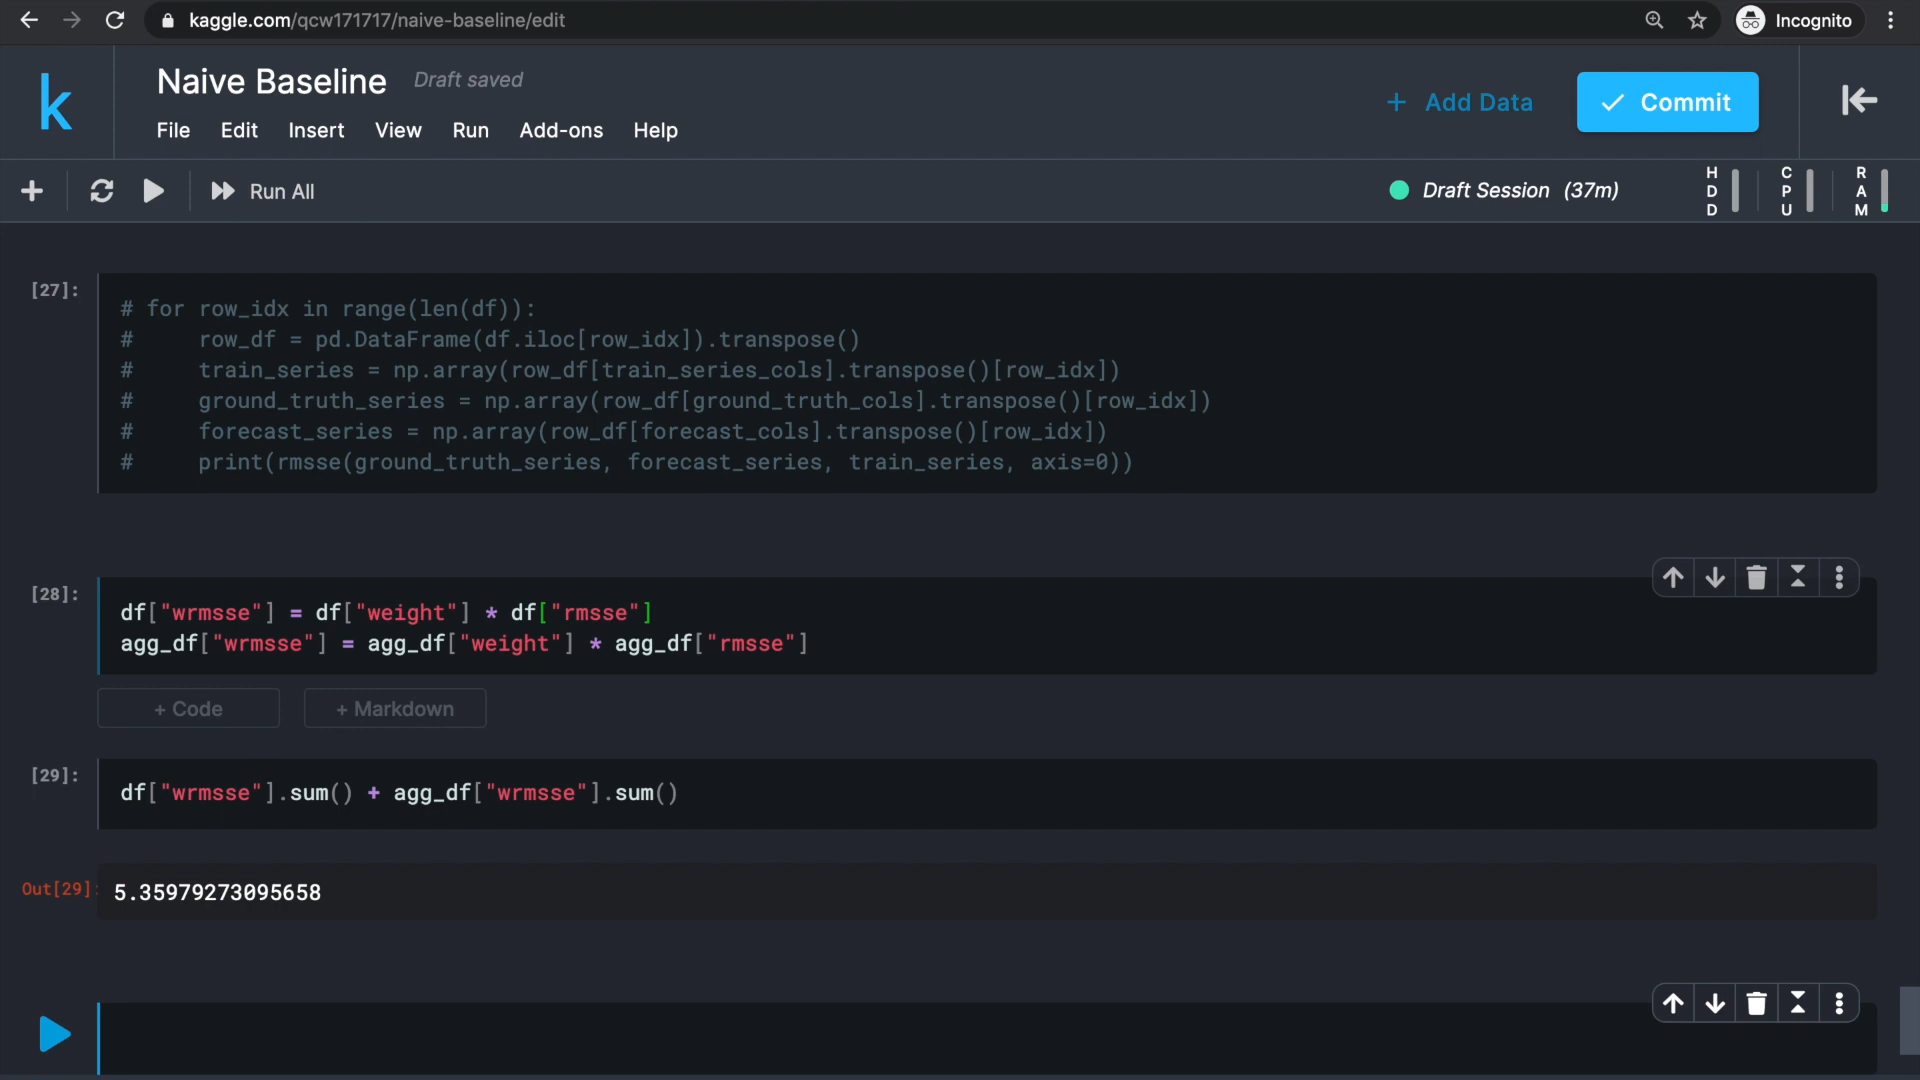 kaggle.com/qcw171717/naive-baseline/edit
Incognito
k
Naive Baseline Draft saved
+ Add Data
Commit
File Edit Insert View Run Add-ons Help
Run All
Draft Session (37m)
HDD
CPU
RAM
[27]:
# for row_idx in range(len(df)):
#     row_df = pd.DataFrame(df.iloc[row_idx]).transpose()
#     train_series = np.array(row_df[train_series_cols].transpose()[row_idx])
#     ground_truth_series = np.array(row_df[ground_truth_cols].transpose()[row_idx])
#     forecast_series = np.array(row_df[forecast_cols].transpose()[row_idx])
#     print(rmsse(ground_truth_series, forecast_series, train_series, axis=0))
[28]:
df["wrmsse"] = df["weight"] * df["rmsse"]
agg_df["wrmsse"] = agg_df["weight"] * agg_df["rmsse"]
+ Code + Markdown
[29]:
df["wrmsse"].sum() + agg_df["wrmsse"].sum()
Out[29]:
5.35979273095658